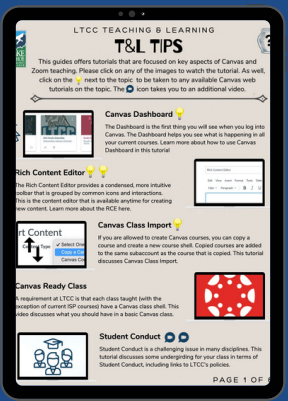 LTCC TEACHING & LEARNING
T&L TIPS
This guides offers tutorials that are focused on key aspects of Canvas and
Zoom teaching. Please click on any of the images to watch the tutorial. As well,
click on the next to the topic to be taken to any available Canvas web
tutorials on the topic. The icon takes you to an additional video.
Canvas Dashboard
The Dashboard is the first thing you will see when you log into
Canvas. The Dashboard helps you see what is happening in all
your current courses. Learn more about how to use Canvas
Dashboard in this tutorial
LTCC
Rich Content Editor
The Rich Content Editor provides a condensed, more intuitive
toolbar that is grouped by common icons and interactions.
This is the content editor that is available anytime for creating
new content. Learn more about the RCE here.
Canvas Class Import
If you are allowed to create Canvas courses, you can copy a
course and create a new course shell. Copied courses are added
to the same subaccount as the course that is copied. This tutorial
discusses Canvas Class Import.
rt Content
Select One
Copy a Ca
Canvas Co
Canvas Ready Class
A requirement at LTCC is that each class taught (with the
exception of current ISP courses) have a Canvas class shell. This
video discusses what you should have in a basic Canvas class.
Student Conduct
Student Conduct is a challenging issue in many disciplines. This
tutorial discusses some undergirding for your class in terms of
Student Conduct, including links to LTCC's policies.
PAGE 1 OF